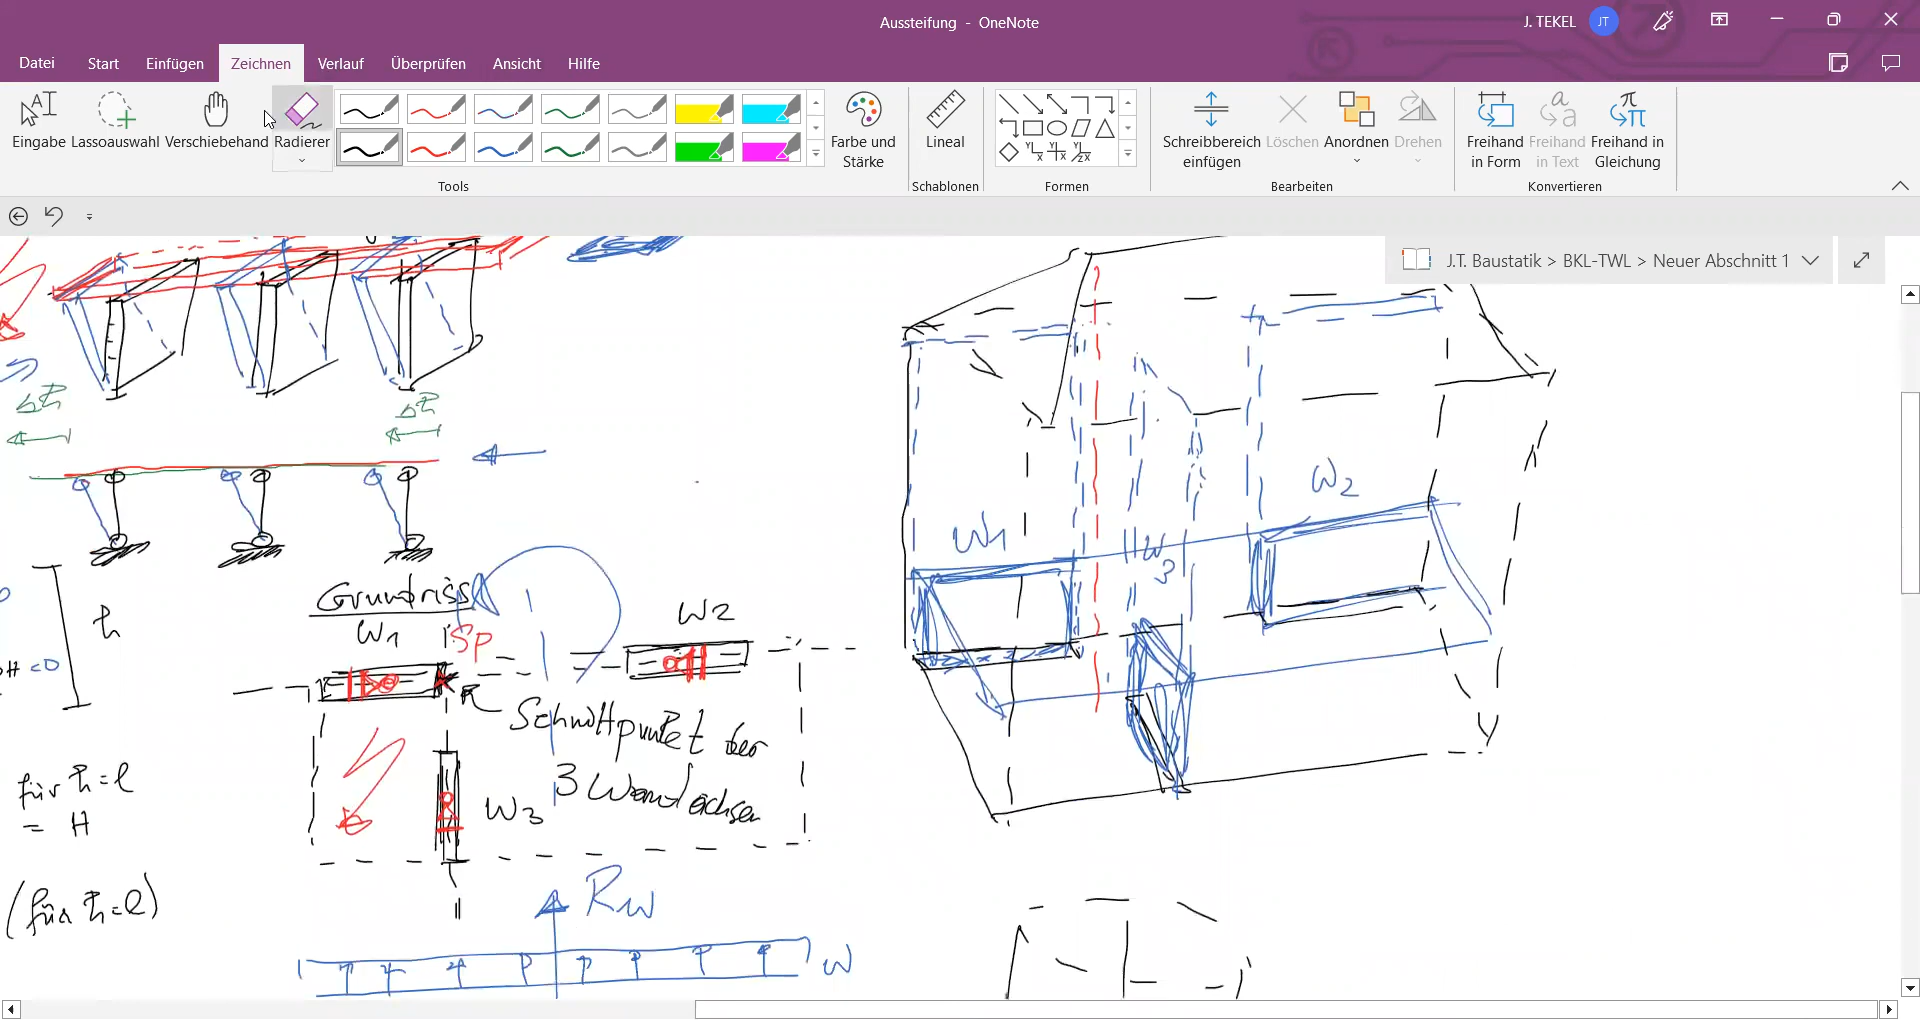 Aussteifung - OneNote
J. TEKEL
JT
Datei
Start
Einfügen
Zeichnen
Verlauf
Überprüfen
Ansicht
Hilfe
Eingabe
Lassoauswahl
Verschiebehand
Radierer
Farbe und Stärke
Lineal
Schreibbereich einfügen
Löschen
Anordnen
Drehen
Freihand in Form
Freihand in Text
Freihand in Gleichung
Tools
Schablonen
Formen
Bearbeiten
Konvertieren
J.T. Baustatik > BKL-TWL > Neuer Abschnitt 1
W2
W1
W3
h
Grundriss
W1
Sp
W2
H =0
Schnittpunkt der
3 Wandachsen
W3
für h=l
= H
(für h=l)
RW
W